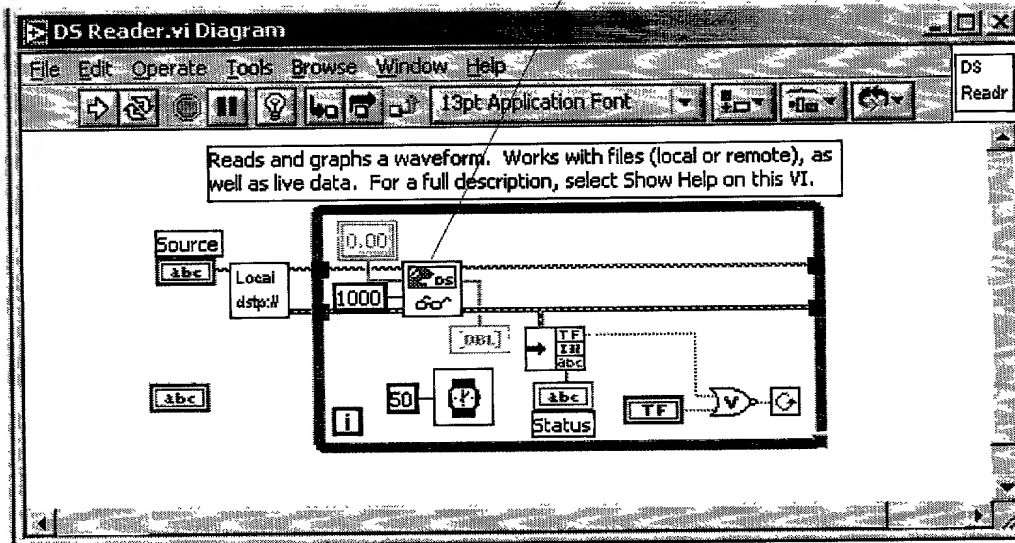 DS Reader.vi Diagram
File Edit Operate Tools Browse Window Help
DS
Readr
13pt Application Font
Reads and graphs a waveform. Works with files (local or remote), as
well as live data. For a full description, select Show Help on this VI.
Source
abc
Local
dstp://
0.00
1000
DS
[DBL]
TF
I32
abc
abc
50
abc
Status
TF
V
i